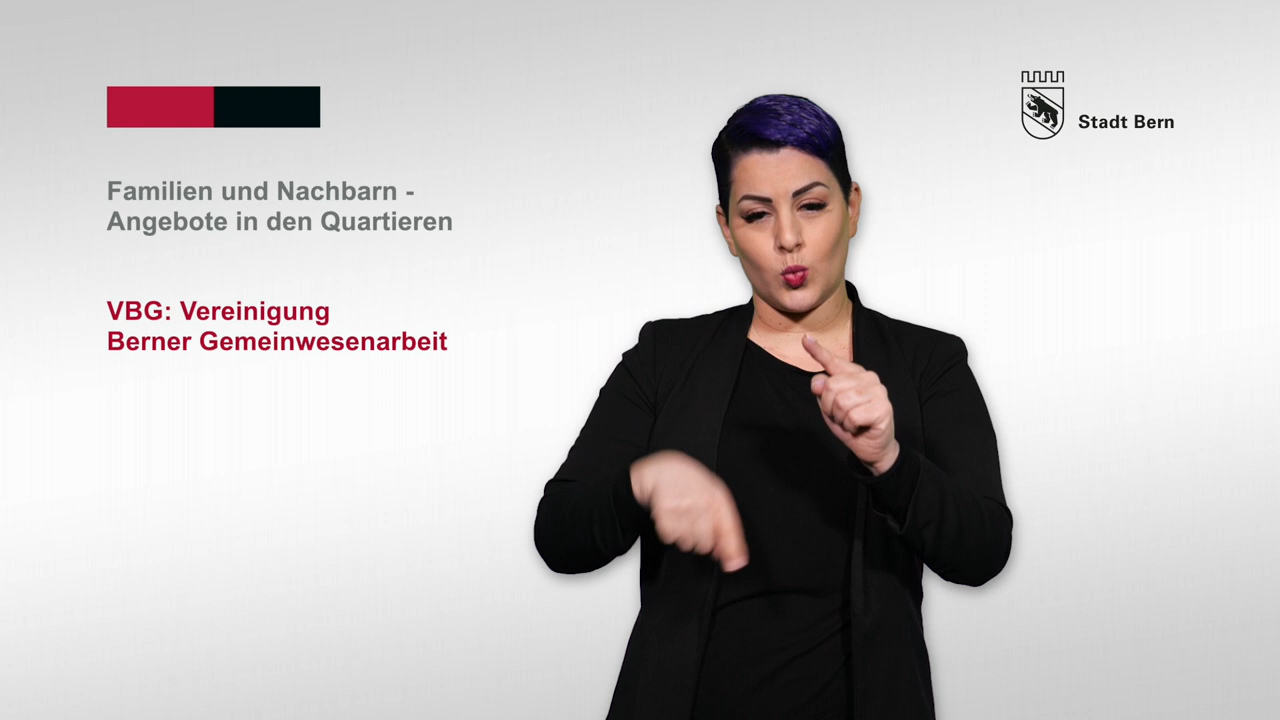 Familien und Nachbarn -
Angebote in den Quartieren
VBG: Vereinigung
Berner Gemeinwesenarbeit
Stadt Bern